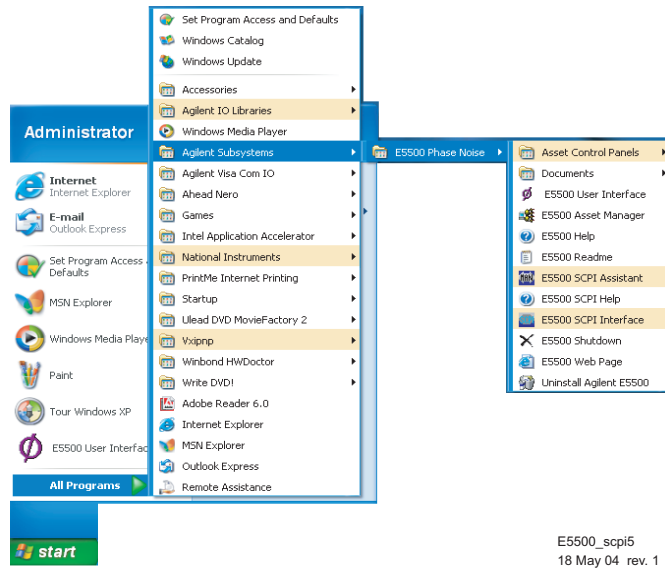 Administrator
Internet
Internet Explorer
E-mail
Outlook Express
Set Program Access
Defaults
MSN Explorer
Windows Media Playe
Paint
Tour Windows XP
E5500 User Interfac
All Programs
start
Set Program Access and Defaults
Windows Catalog
Windows Update
Accessories
Agilent IO Libraries
Windows Media Player
Agilent Subsystems
Agilent Visa Com IO
Ahead Nero
Games
Intel Application Accelerator
National Instruments
PrintMe Internet Printing
Startup
Ulead DVD MovieFactory 2
Vxipnp
Winbond HWDoctor
Write DVD!
Adobe Reader 6.0
Internet Explorer
MSN Explorer
Outlook Express
Remote Assistance
E5500 Phase Noise
Asset Control Panels
Documents
E5500 User Interface
E5500 Asset Manager
E5500 Help
E5500 Readme
E5500 SCPI Assistant
E5500 SCPI Help
E5500 SCPI Interface
E5500 Shutdown
E5500 Web Page
Uninstall Agilent E5500
E5500_scpi5
18 May 04 rev. 1